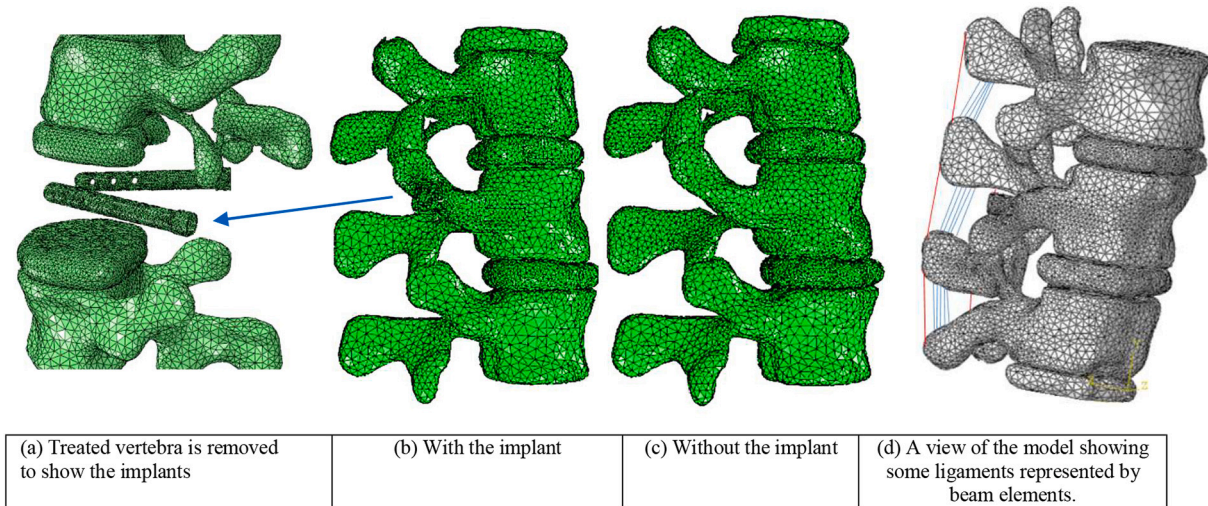 (a) Treated vertebra is removed
to show the implants
(b) With the implant
(c) Without the implant
(d) A view of the model showing
some ligaments represented by
beam elements.
Z